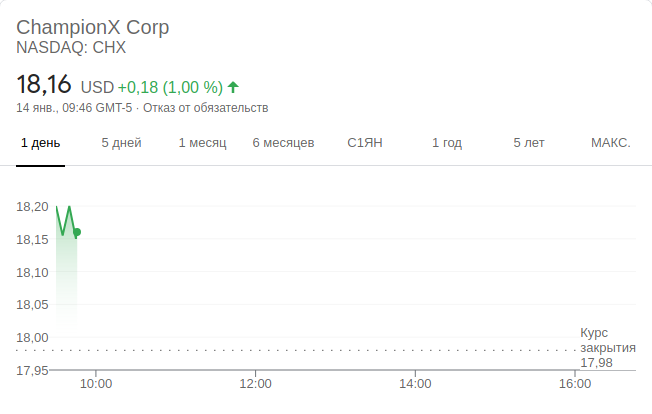 ChampionX Corp
NASDAQ: CHX
18,16 USD +0,18 (1,00 %)
14 янв., 09:46 GMT-5 · Отказ от обязательств
1 день 5 дней 1 месяц 6 месяцев С1ЯН 1 год 5 лет МАКС.
18,20
18,15
18,10
18,05
18,00
Курс
закрытия
17,98
17,95
10:00 12:00 14:00 16:00